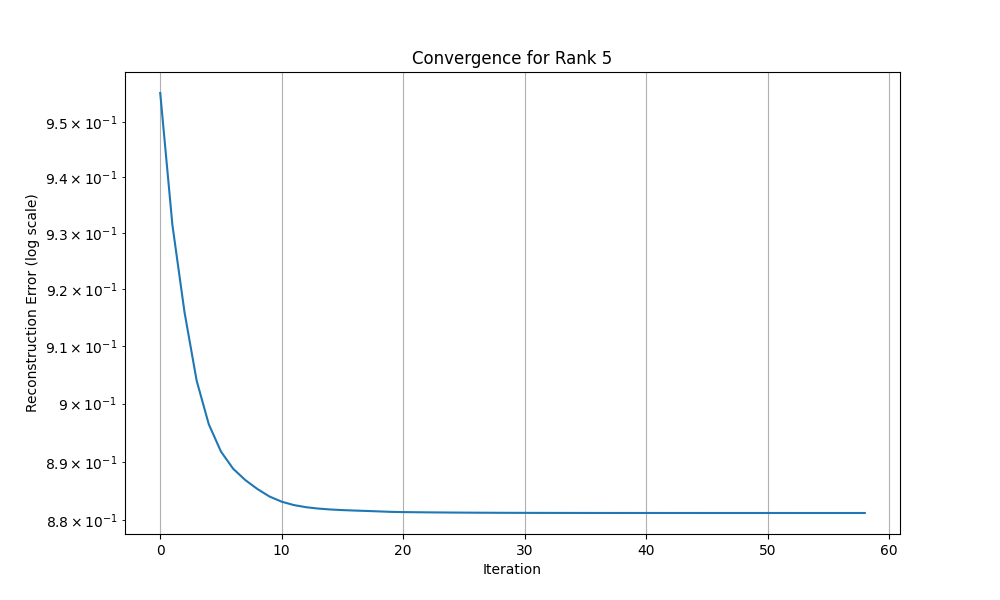 Convergence for Rank 5
Reconstruction Error (log scale)
9.5 × 10⁻¹
9.4 × 10⁻¹
9.3 × 10⁻¹
9.2 × 10⁻¹
9.1 × 10⁻¹
9 × 10⁻¹
8.9 × 10⁻¹
8.8 × 10⁻¹
0 10 20 30 40 50 60
Iteration